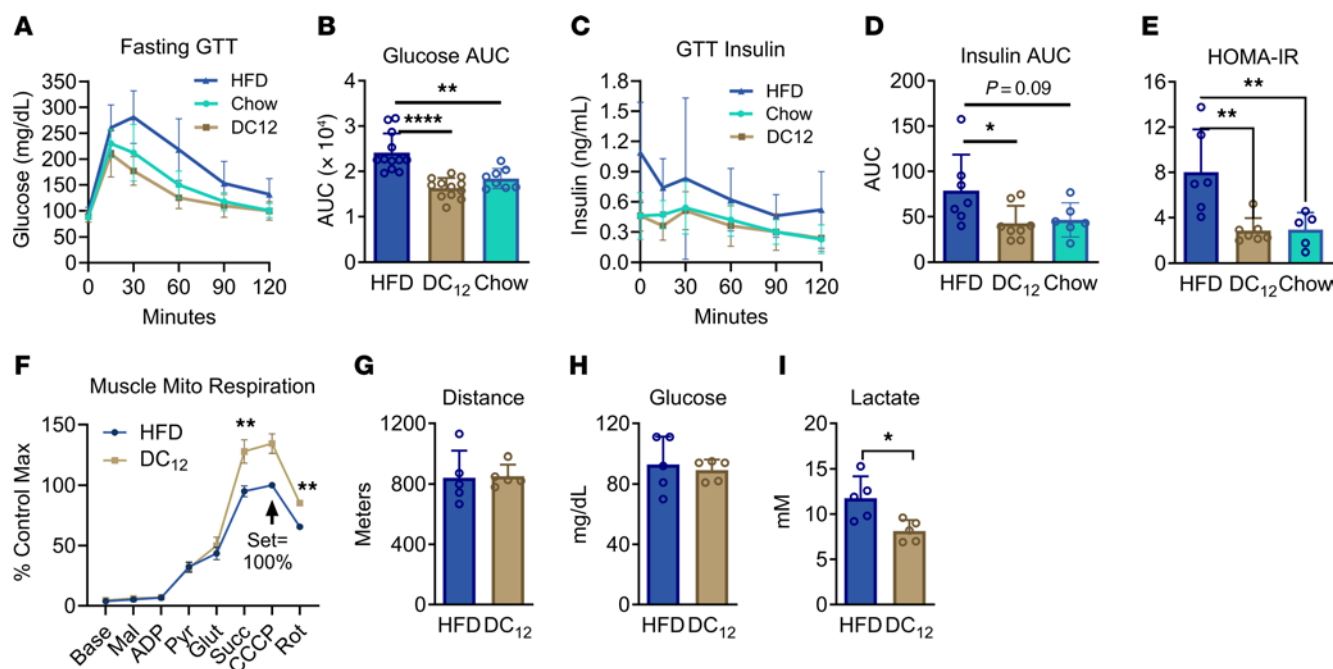 A
Fasting GTT
Glucose (mg/dL)
350
300
250
200
150
100
50
0
HFD
Chow
DC12
0 30 60 90 120
Minutes
B
Glucose AUC
AUC (× 10⁴)
4
3
2
1
0
**
****
HFD DC₁₂ Chow
C
GTT Insulin
Insulin (ng/mL)
1.8
1.5
1.2
0.9
0.6
0.3
0.0
HFD
Chow
DC12
0 30 60 90 120
Minutes
D
Insulin AUC
AUC
200
150
100
50
0
P = 0.09
*
HFD DC₁₂ Chow
E
HOMA-IR
16
12
8
4
0
**
**
HFD DC₁₂ Chow
F
Muscle Mito Respiration
% Control Max
150
100
50
0
HFD
DC₁₂
**
**
Set=
100%
Base Mal ADP Pyr Glut Succ CCCP Rot
G
Distance
Meters
1200
800
400
0
HFD DC₁₂
H
Glucose
mg/dL
120
90
60
30
0
HFD DC₁₂
I
Lactate
mM
20
15
10
5
0
*
HFD DC₁₂